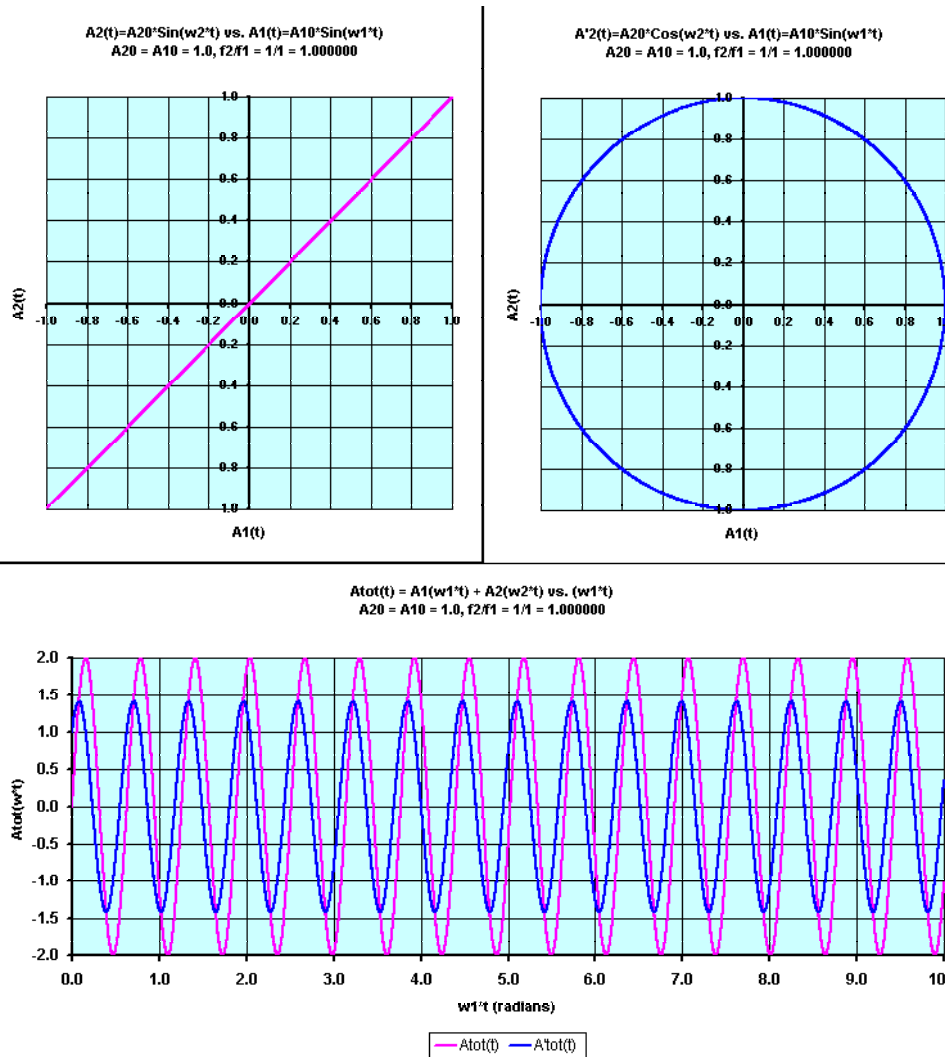 A2(t)=A20*Sin(w2*t) vs. A1(t)=A10*Sin(w1*t)
A20 = A10 = 1.0, f2/f1 = 1/1 = 1.000000
1.0
0.8
0.6
0.4
0.2
0.0
-1.0 -0.8 -0.6 -0.4 -0.2 0.0 0.2 0.4 0.6 0.8 1.0
0.2
0.4
0.6
0.8
1.0
A2(t)
A1(t)
A'2(t)=A20*Cos(w2*t) vs. A1(t)=A10*Sin(w1*t)
A20 = A10 = 1.0, f2/f1 = 1/1 = 1.000000
1.0
0.8
0.6
0.4
0.2
0.0
-1.0 -0.8 -0.6 -0.4 -0.2 0.0 0.2 0.4 0.6 0.8 1.0
0.2
0.4
0.6
0.8
1.0
A2(t)
A1(t)
Atot(t) = A1(w1*t) + A2(w2*t) vs. (w1*t)
A20 = A10 = 1.0, f2/f1 = 1/1 = 1.000000
2.0
1.5
1.0
0.5
0.0
-0.5
-1.0
-1.5
-2.0
Atot(w*t)
0.0 1.0 2.0 3.0 4.0 5.0 6.0 7.0 8.0 9.0 10
w1*t (radians)
Atot(t) A'tot(t)